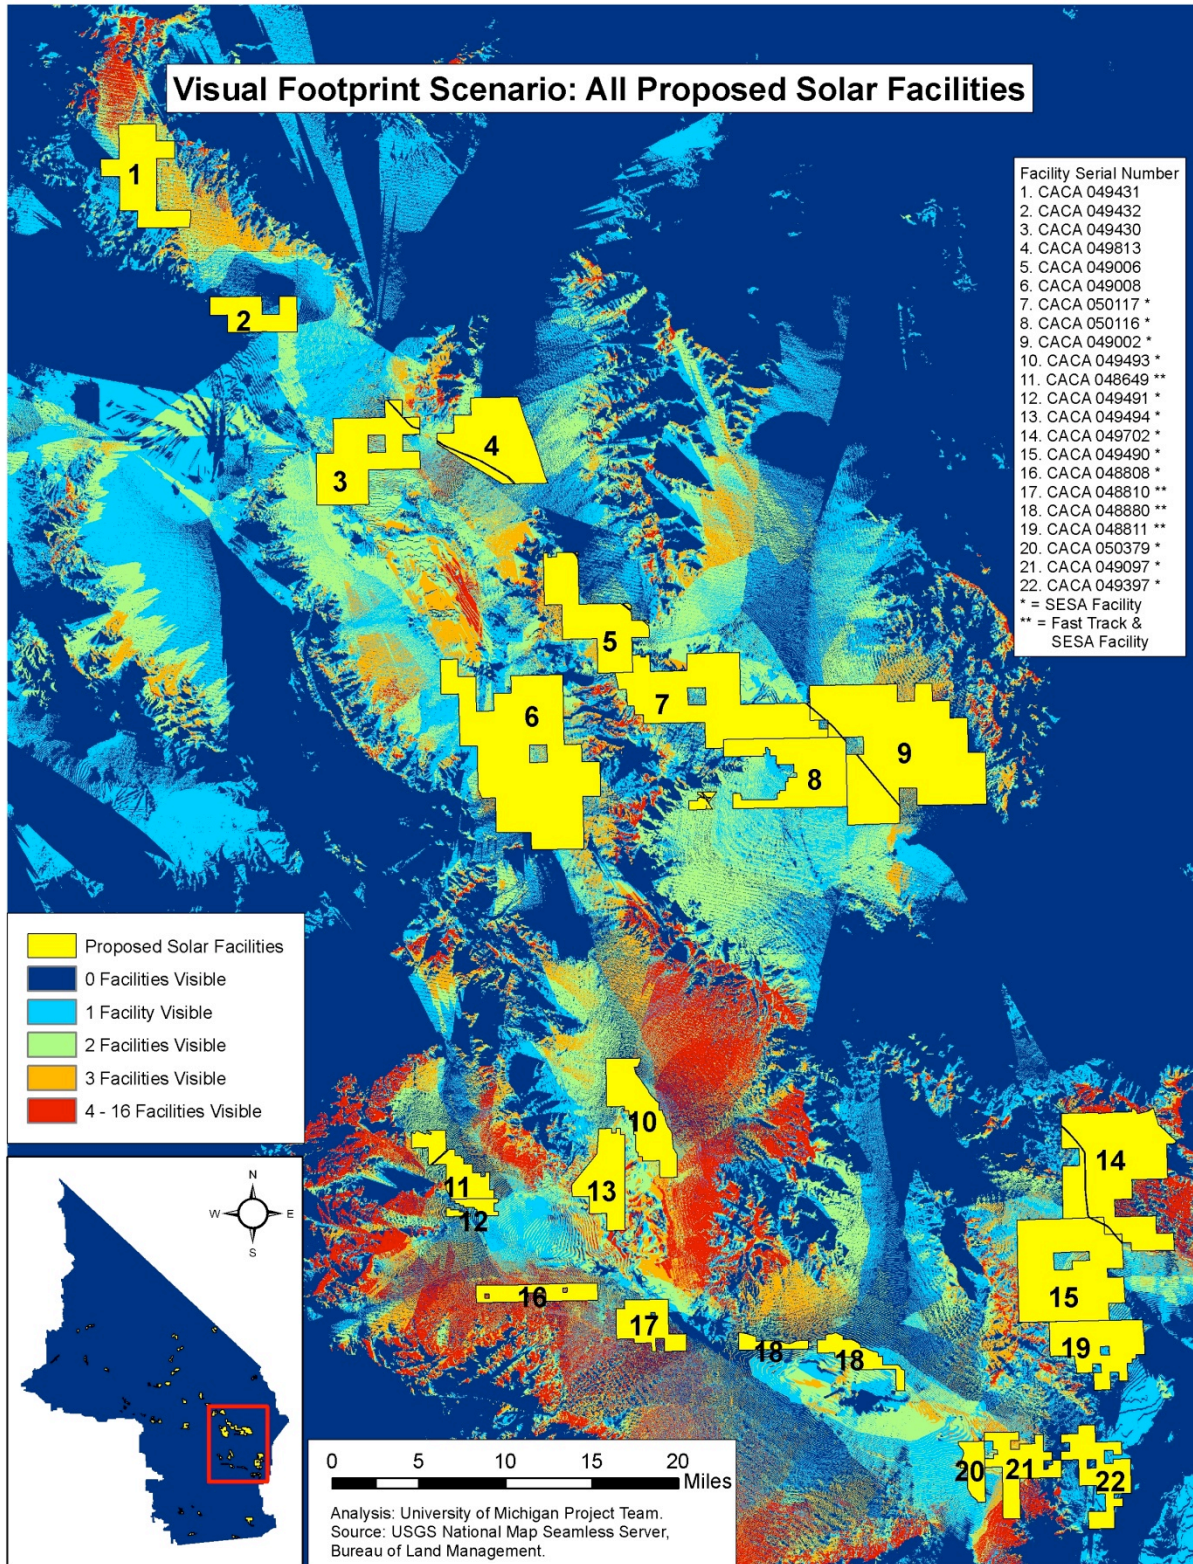 Visual Footprint Scenario: All Proposed Solar Facilities
Facility Serial Number
1. CACA 049431
2. CACA 049432
3. CACA 049430
4. CACA 049813
5. CACA 049006
6. CACA 049008
7. CACA 050117 *
8. CACA 050116 *
9. CACA 049002 *
10. CACA 049493 *
11. CACA 048649 **
12. CACA 049491 *
13. CACA 049494 *
14. CACA 049702 *
15. CACA 049490 *
16. CACA 048808 *
17. CACA 048810 **
18. CACA 048880 **
19. CACA 048811 **
20. CACA 050379 *
21. CACA 049097 *
22. CACA 049397 *
* = SESA Facility
** = Fast Track &
SESA Facility
1
2
3
4
5
6
7
8
9
10
11
12
13
14
15
16
17
18
18
19
20
21
22
Proposed Solar Facilities
0 Facilities Visible
1 Facility Visible
2 Facilities Visible
3 Facilities Visible
4 - 16 Facilities Visible
N
W
E
S
0 5 10 15 20
Miles
Analysis: University of Michigan Project Team.
Source: USGS National Map Seamless Server,
Bureau of Land Management.